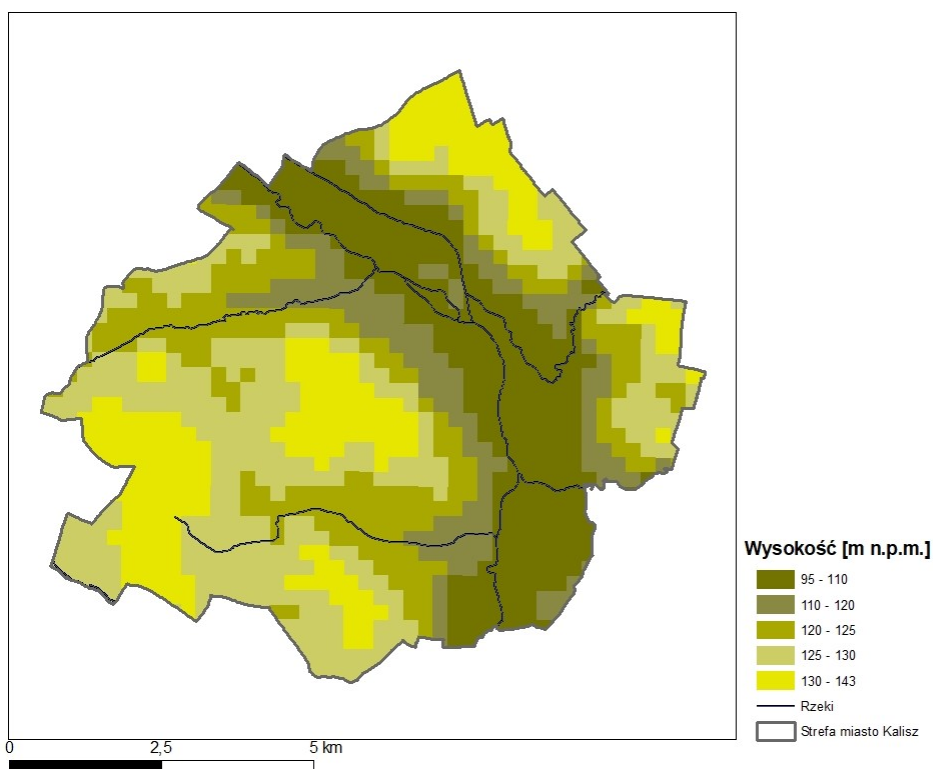 Wysokość [m n.p.m.]
95 - 110
110 - 120
120 - 125
125 - 130
130 - 143
Rzeki
Strefa miasto Kalisz
0 2,5 5 km